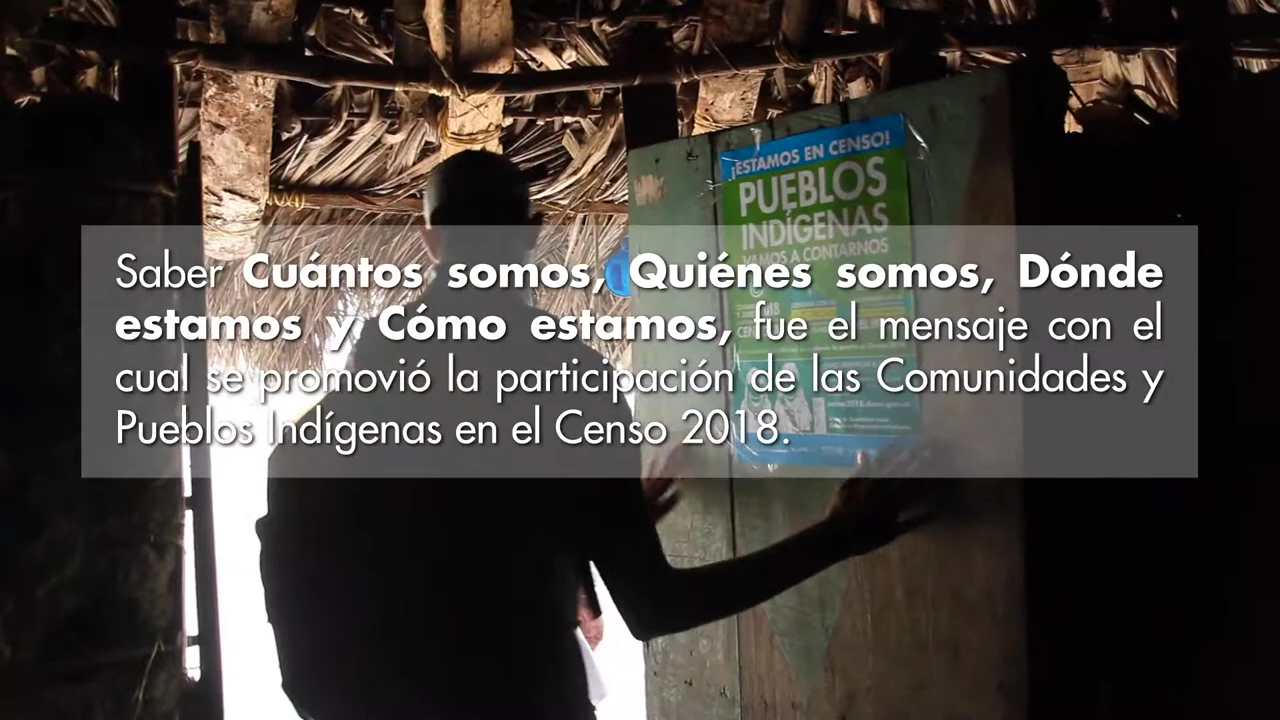 ¡ESTAMOS EN CENSO!
PUEBLOS
INDÍGENAS
VAMOS A CONTARNOS
Saber Cuántos somos, Quiénes somos, Dónde
estamos y Cómo estamos, fue el mensaje con el
cual se promovió la participación de las Comunidades y
Pueblos Indígenas en el Censo 2018.